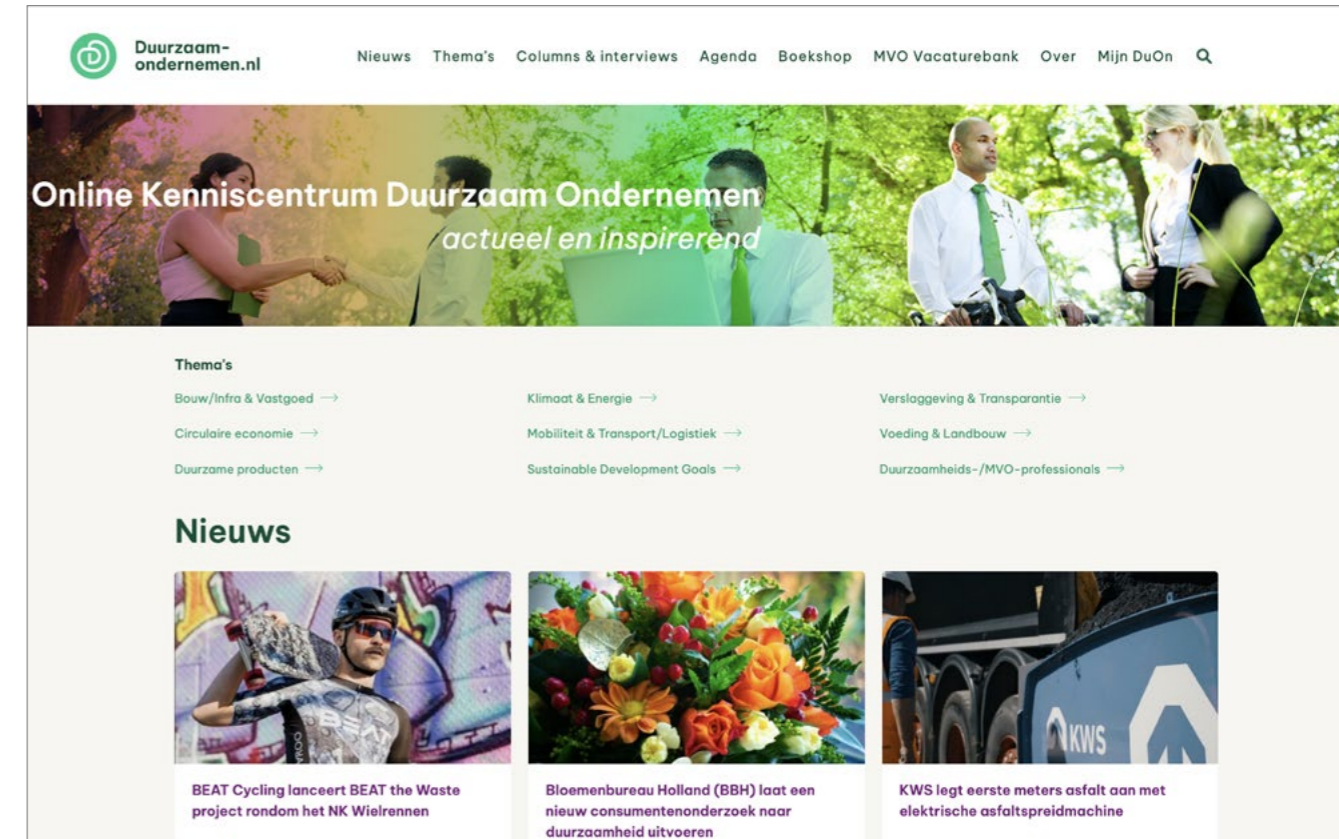 Duurzaam-
ondernemen.nl
Nieuws Thema's Columns & interviews Agenda Boekshop MVO Vacaturebank Over Mijn DuOn
Online Kenniscentrum Duurzaam Ondernemen
actueel en inspirerend
Thema's
Bouw/Infra & Vastgoed → Klimaat & Energie → Verslaggeving & Transparantie →
Circulaire economie → Mobiliteit & Transport/Logistiek → Voeding & Landbouw →
Duurzame producten → Sustainable Development Goals → Duurzaamheids-/MVO-professionals →
Nieuws
BEAT
KWS
BEAT Cycling lanceert BEAT the Waste
project rondom het NK Wielrennen
Bloemenbureau Holland (BBH) laat een
nieuw consumentenonderzoek naar
duurzaamheid uitvoeren
KWS legt eerste meters asfalt aan met
elektrische asfaltspreidmachine